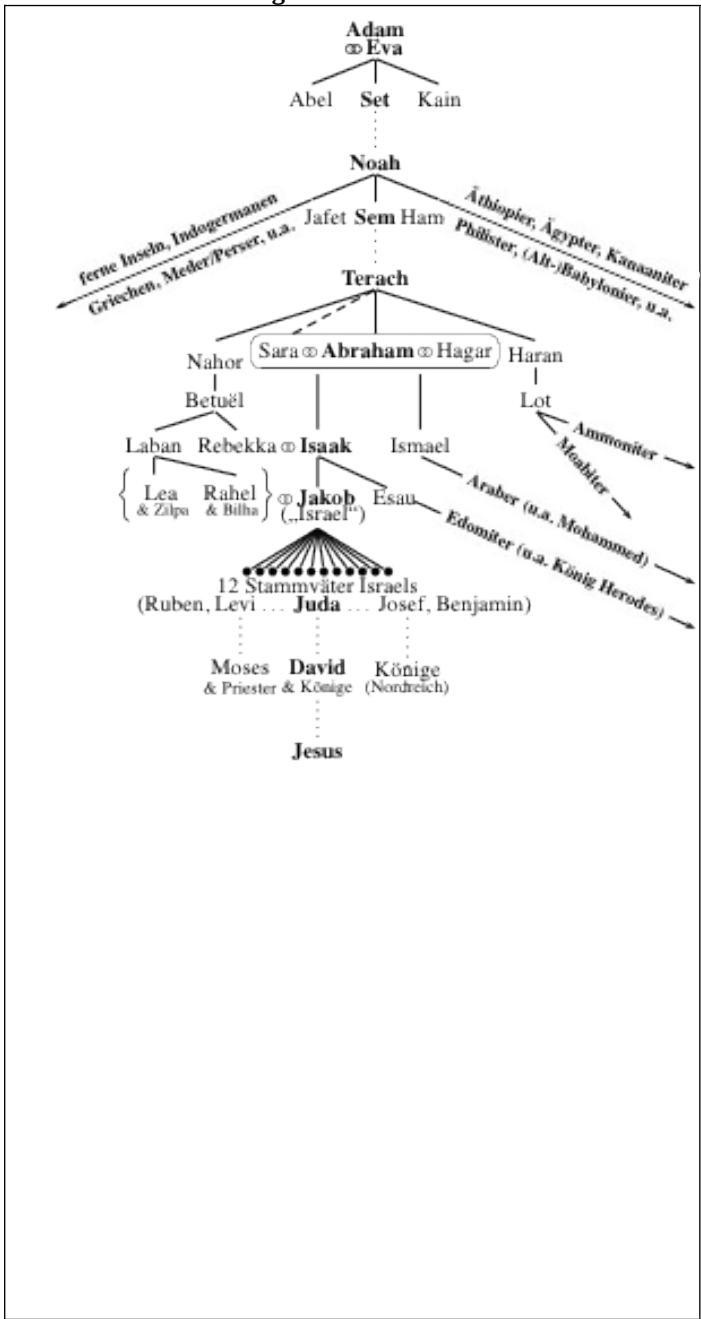 Adam
⚭ Eva
Abel Set Kain
Noah
ferne Inseln, Indogermanen
Griechen, Meder/Perser, u.a.
Jafet Sem Ham
Äthiopier, Ägypter, Kanaaniter
Philister, (Alt-)Babylonier, u.a.
Terach
Nahor Sara ⚭ Abraham ⚭ Hagar Haran
Betuël Lot
Laban Rebekka ⚭ Isaak Ismael
Ammoniter
Moabiter
Lea Rahel ⚭ Jakob Esau
& Zilpa & Bilha („Israel“)
Araber (u.a. Mohammed)
Edomiter (u.a. König Herodes)
12 Stammväter Israels
(Ruben, Levi ... Juda ... Josef, Benjamin)
Moses David Könige
& Priester & Könige (Nordreich)
Jesus